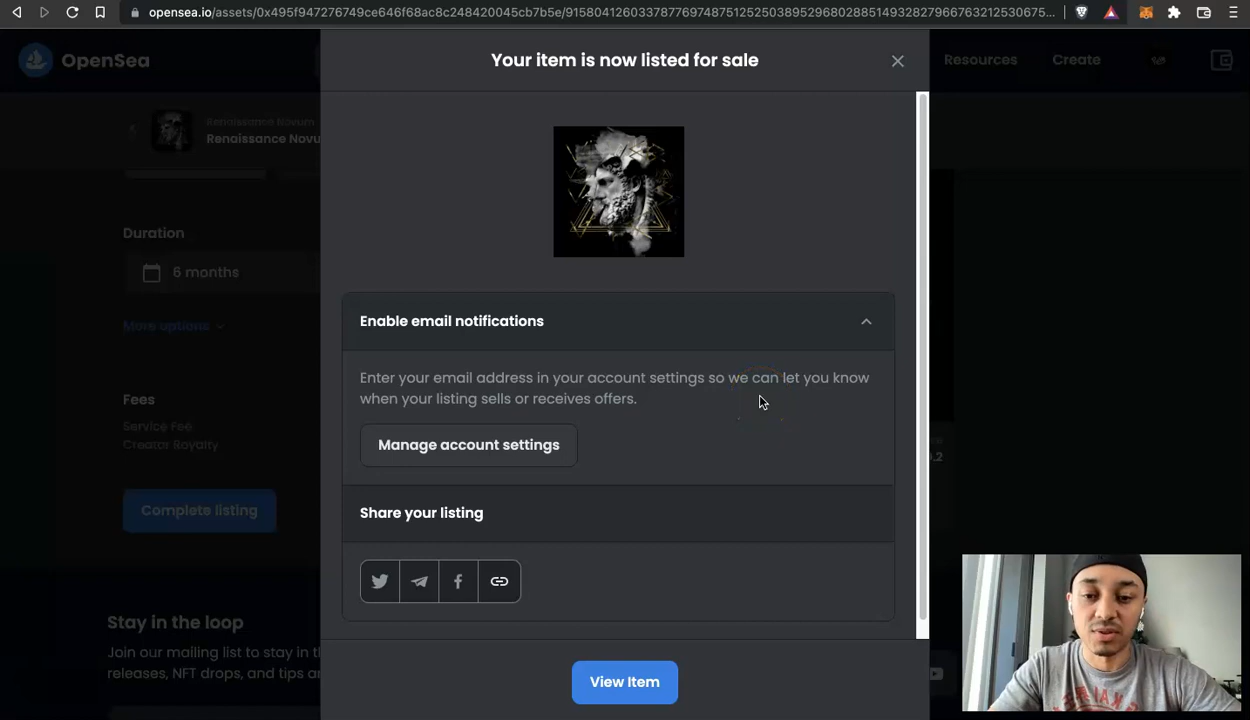 opensea.io/assets/0x495f947276749ce646f68ac8c248420045cb7b5e/91580412603378776974875125250389529680288514932827966763212530675...
OpenSea
Your item is now listed for sale
Resources
Create
Renaissance Novum
Renaissance Novu
Duration
6 months
More options
Enable email notifications
Enter your email address in your account settings so we can let you know
when your listing sells or receives offers.
Manage account settings
Fees
Service Fee
Creator Royalty
Complete listing
Share your listing
Stay in the loop
Join our mailing list to stay in t
releases, NFT drops, and tips ar
View Item